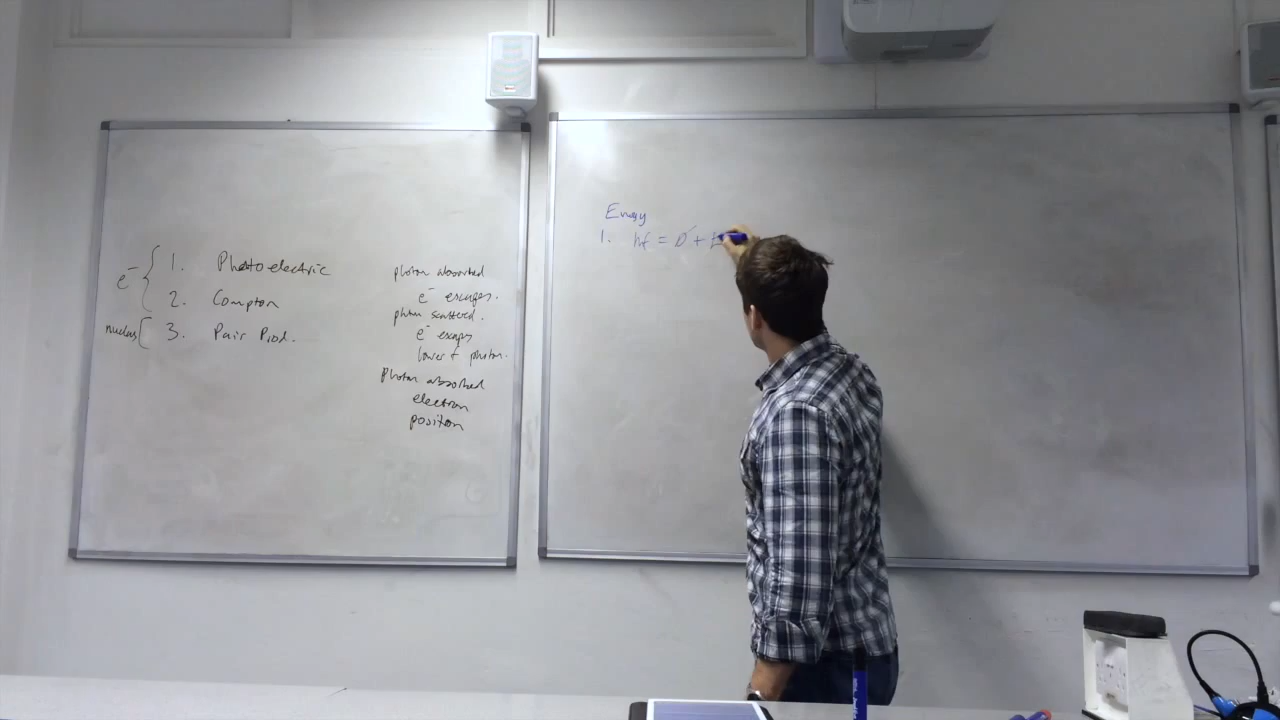 e⁻
1. Photoelectric
2. Compton
nucleus
3. Pair Prod.
photon absorbed
e⁻ escapes.
photon scattered.
e⁻ escapes
lower f photon.
photon absorbed
electron
positron
Energy
1. hf = Ø +